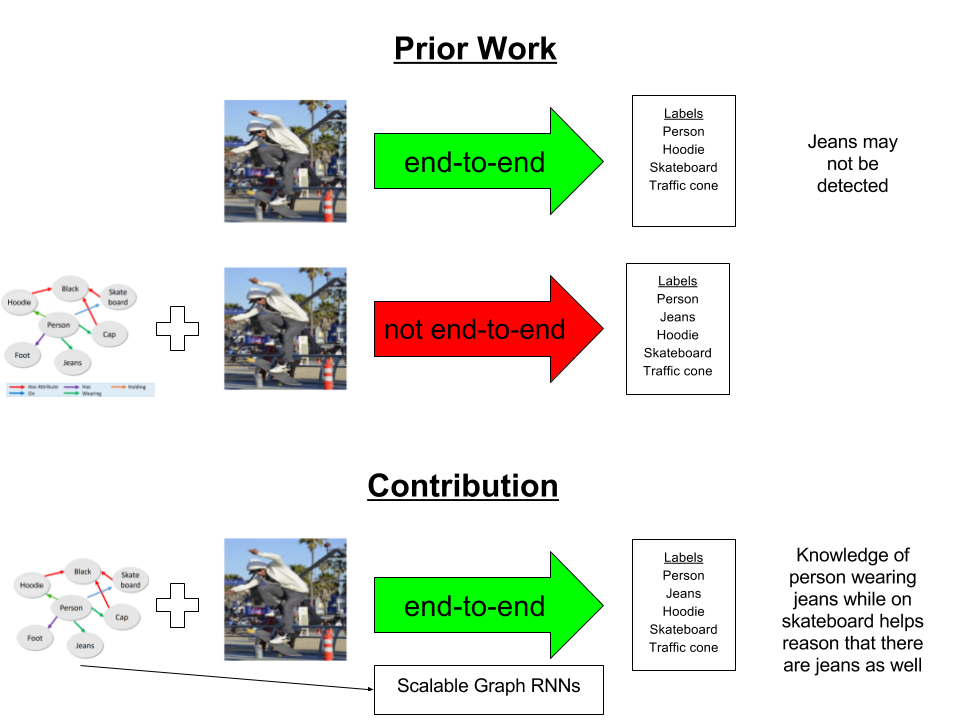 Prior Work
end-to-end
Labels
Person
Hoodie
Skateboard
Traffic cone
Jeans may
not be
detected
Black
Skate
board
Hoodie
Person
Cap
Foot
Jeans
Has Attribute
Has
Holding
On
Wearing
not end-to-end
Labels
Person
Jeans
Hoodie
Skateboard
Traffic cone
Contribution
Black
Skate
board
Hoodie
Person
Cap
Foot
Jeans
end-to-end
Labels
Person
Jeans
Hoodie
Skateboard
Traffic cone
Knowledge of
person wearing
jeans while on
skateboard helps
reason that there
are jeans as well
Scalable Graph RNNs